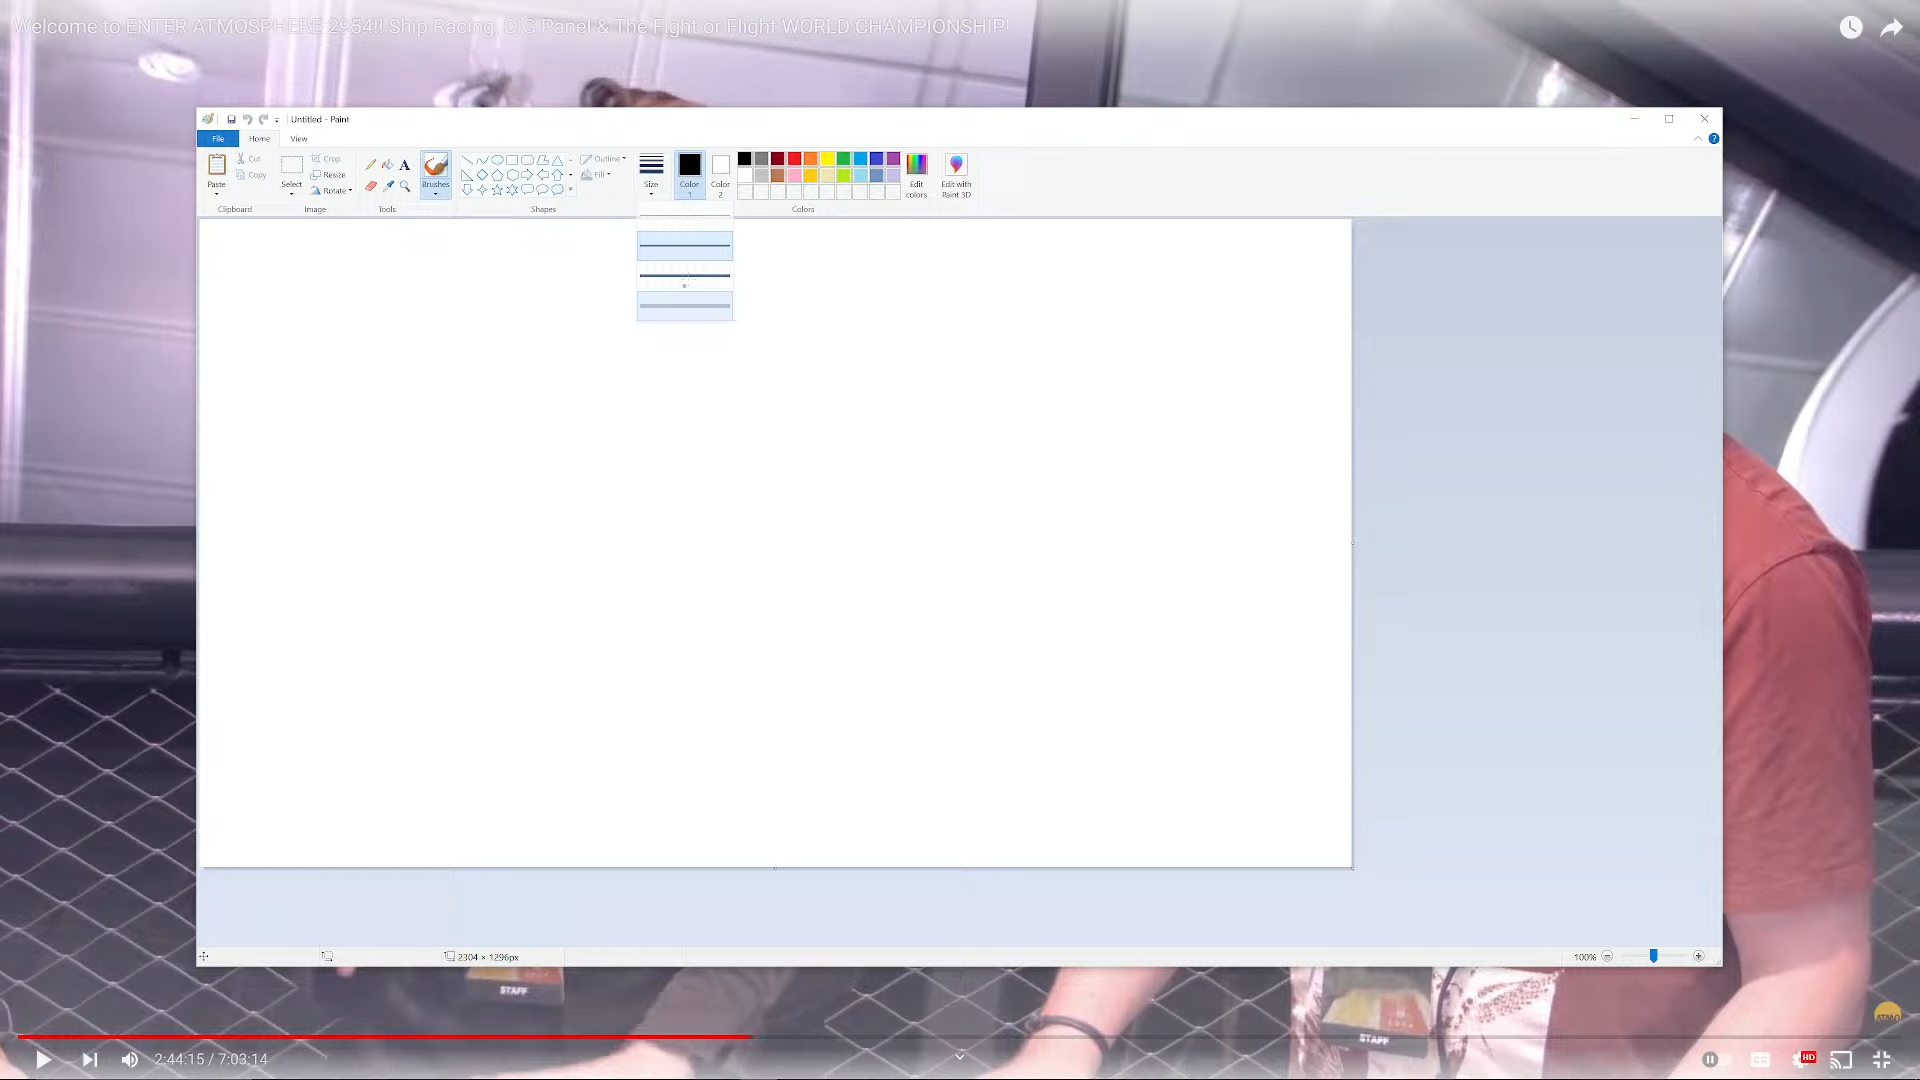 Welcome to ENTER ATMOSPHERE 2954!! Ship Racing, CIG Panel & The Fight or Flight WORLD CHAMPIONSHIP!
Untitled - Paint
File Home View
Paste
Cut
Copy
Clipboard
Select
Crop
Resize
Rotate
Image
A
Tools
Brushes
Shapes
Outline
Fill
Size
Color
1
Color
2
Edit
colors
Colors
Edit with
Paint 3D
2304 × 1296px
100%
STAFF
STAFF
ATMO
2:44:15 / 7:03:14
CC
HD